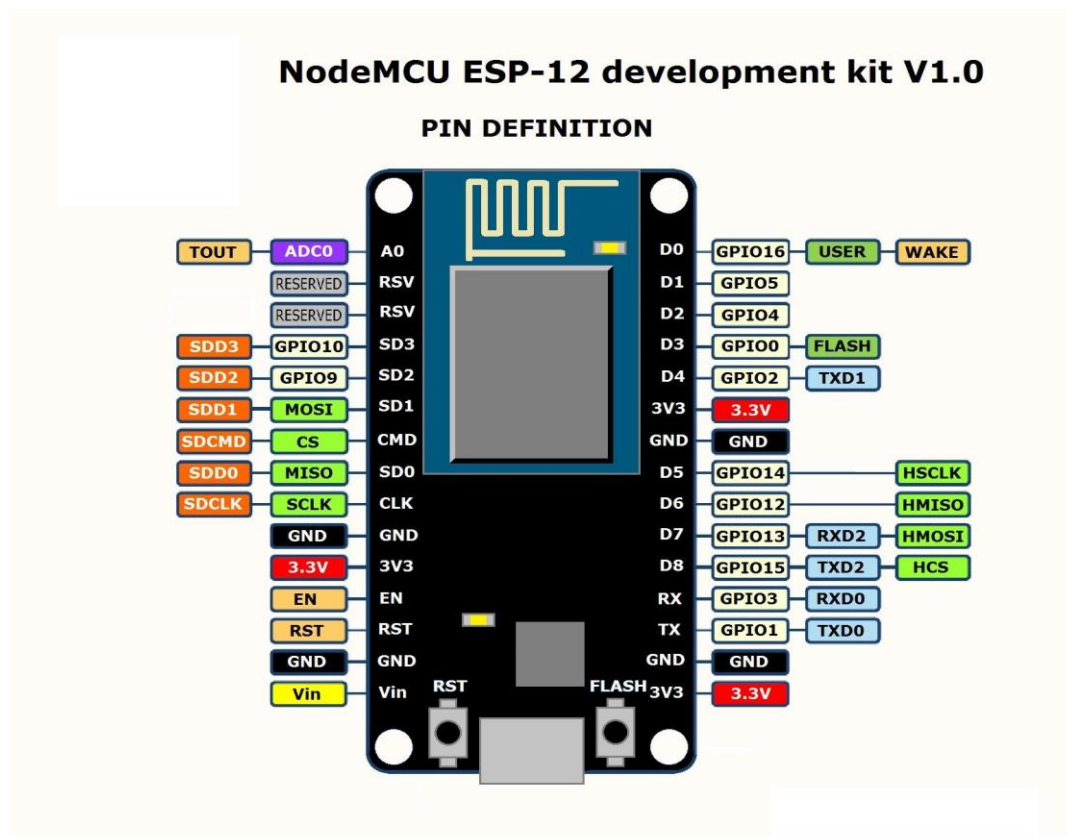 NodeMCU ESP-12 development kit V1.0
PIN DEFINITION
TOUT ADC0 A0 D0 GPIO16 USER WAKE
RESERVED RSV D1 GPIO5
RESERVED RSV D2 GPIO4
SDD3 GPIO10 SD3 D3 GPIO0 FLASH
SDD2 GPIO9 SD2 D4 GPIO2 TXD1
SDD1 MOSI SD1 3V3 3.3V
SDCMD CS CMD GND GND
SDD0 MISO SD0 D5 GPIO14 HSCLK
SDCLK SCLK CLK D6 GPIO12 HMISO
GND GND D7 GPIO13 RXD2 HMOSI
3.3V 3V3 D8 GPIO15 TXD2 HCS
EN EN RX GPIO3 RXD0
RST RST TX GPIO1 TXD0
GND GND GND GND
Vin Vin RST FLASH 3V3 3.3V